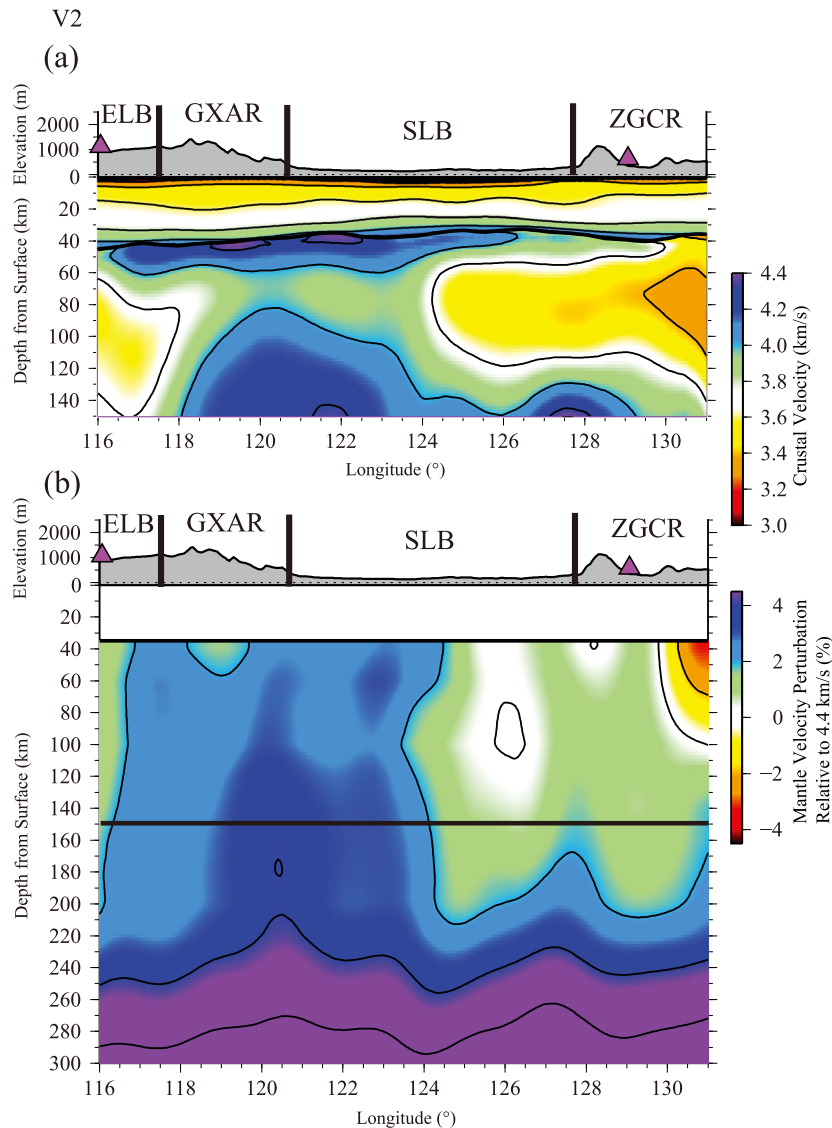 V2
(a)
ELB GXAR SLB ZGCR
Elevation (m)
2000
1000
0
Depth from Surface (km)
20
40
60
80
100
120
140
116 118 120 122 124 126 128 130
Longitude (°)
4.4
4.2
4.0
3.8
3.6
3.4
3.2
3.0
Crustal Velocity (km/s)
(b)
ELB GXAR SLB ZGCR
Elevation (m)
2000
1000
0
Depth from Surface (km)
20
40
60
80
100
120
140
160
180
200
220
240
260
280
300
116 118 120 122 124 126 128 130
Longitude (°)
4
2
0
−2
−4
Mantle Velocity Perturbation
Relative to 4.4 km/s (%)